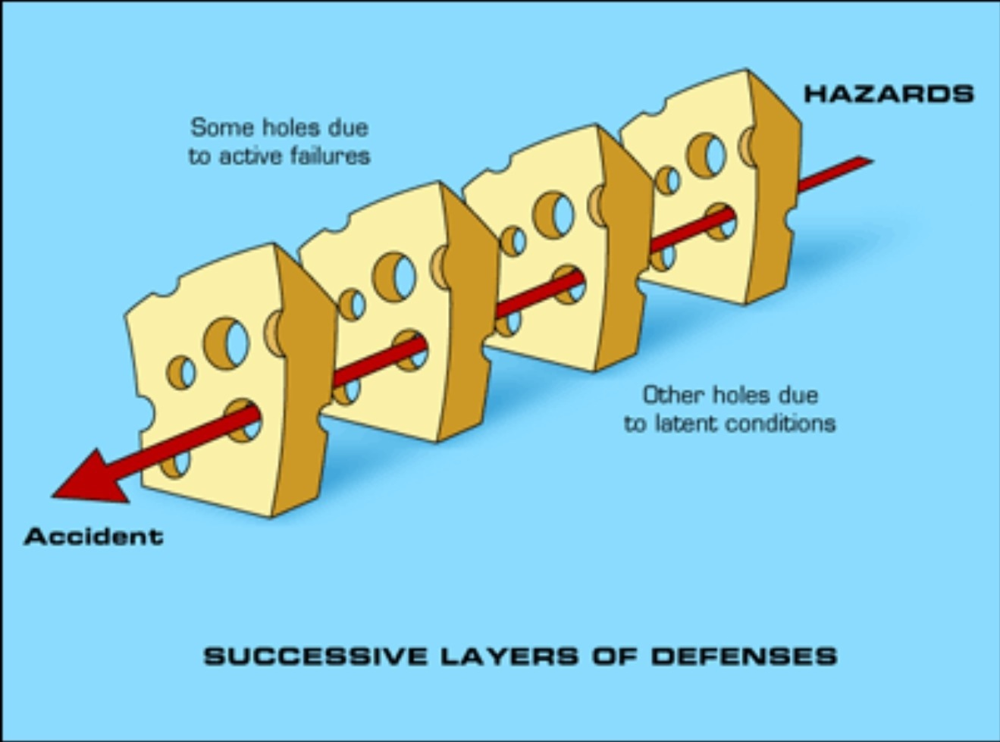 HAZARDS
Some holes due
to active failures
Other holes due
to latent conditions
Accident
SUCCESSIVE LAYERS OF DEFENSES